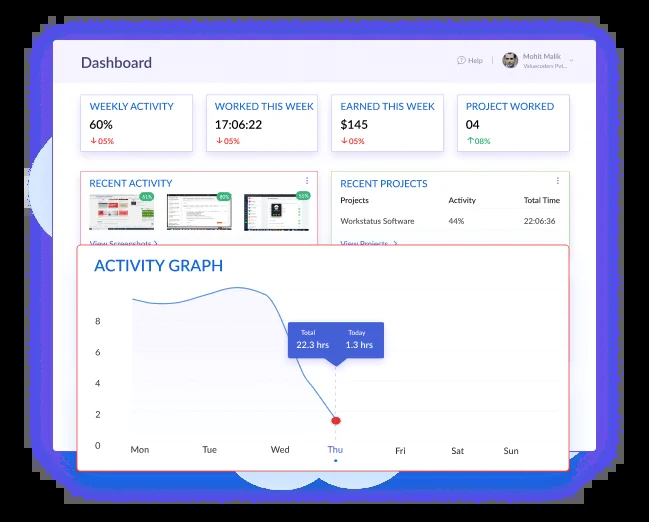 Dashboard
Help
Mohit Malik
Valuecoders Pvt...
WEEKLY ACTIVITY
60%
↓05%
WORKED THIS WEEK
17:06:22
↓05%
EARNED THIS WEEK
$145
↓05%
PROJECT WORKED
04
↑08%
RECENT ACTIVITY
61%
80%
55%
View Screenshots >
RECENT PROJECTS
Projects Activity Total Time
Workstatus Software 44% 22:06:36
View Projects >
ACTIVITY GRAPH
Total Today
22.3 hrs 1.3 hrs
8
6
4
2
0
Mon Tue Wed Thu Fri Sat Sun